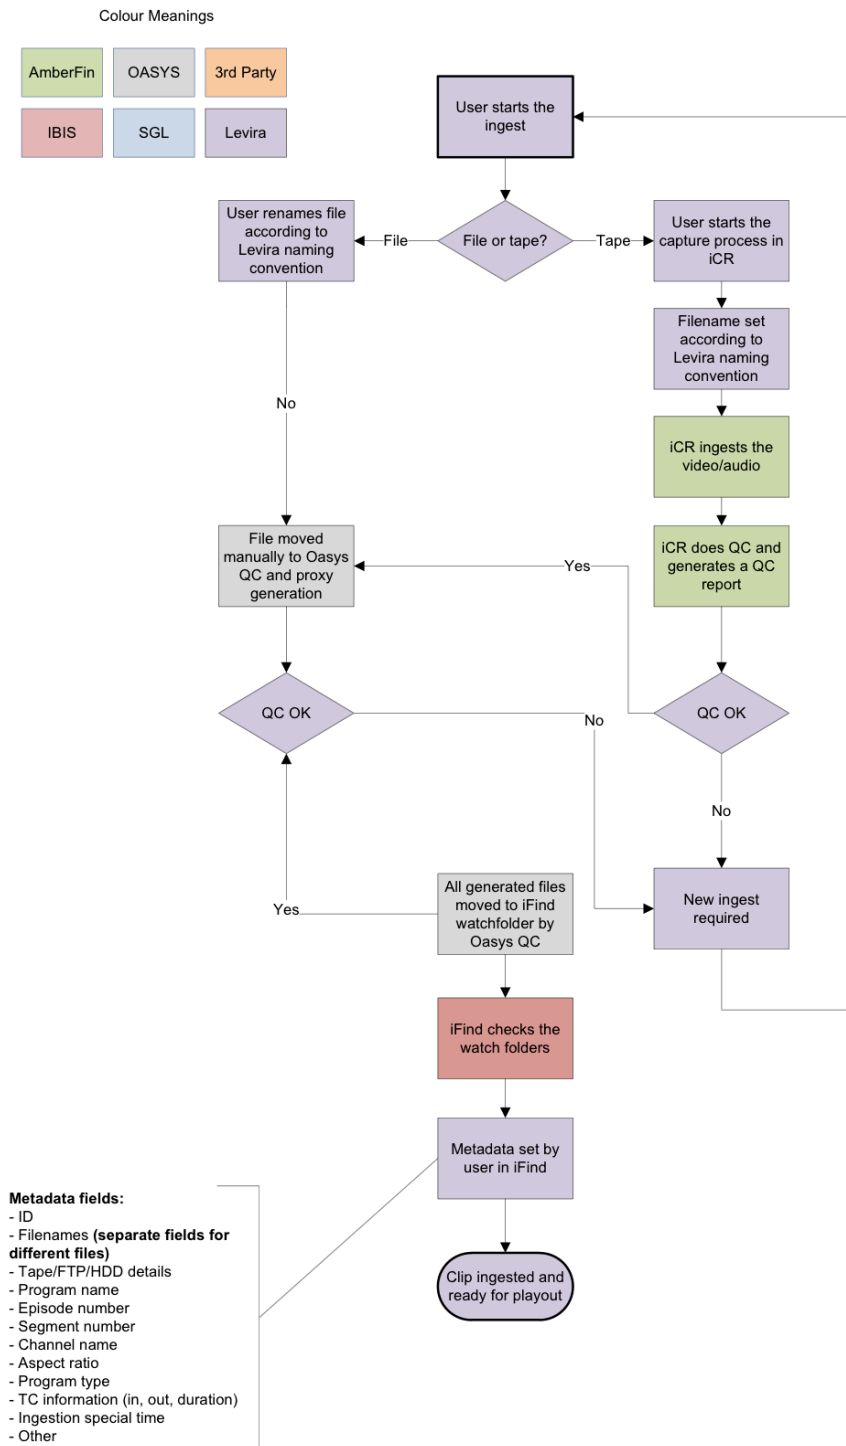 Colour Meanings
AmberFin
OASYS
3rd Party
IBIS
SGL
Levira
User starts the
ingest
User renames file
according to
Levira naming
convention
File
File or tape?
Tape
User starts the
capture process in
iCR
Filename set
according to
Levira naming
convention
No
iCR ingests the
video/audio
File moved
manually to Oasys
QC and proxy
generation
Yes
iCR does QC and
generates a QC
report
QC OK
No
QC OK
No
Yes
All generated files
moved to iFind
watchfolder by
Oasys QC
New ingest
required
iFind checks the
watch folders
Metadata set by
user in iFind
Clip ingested and
ready for playout
Metadata fields:
- ID
- Filenames (separate fields for
different files)
- Tape/FTP/HDD details
- Program name
- Episode number
- Segment number
- Channel name
- Aspect ratio
- Program type
- TC information (in, out, duration)
- Ingestion special time
- Other